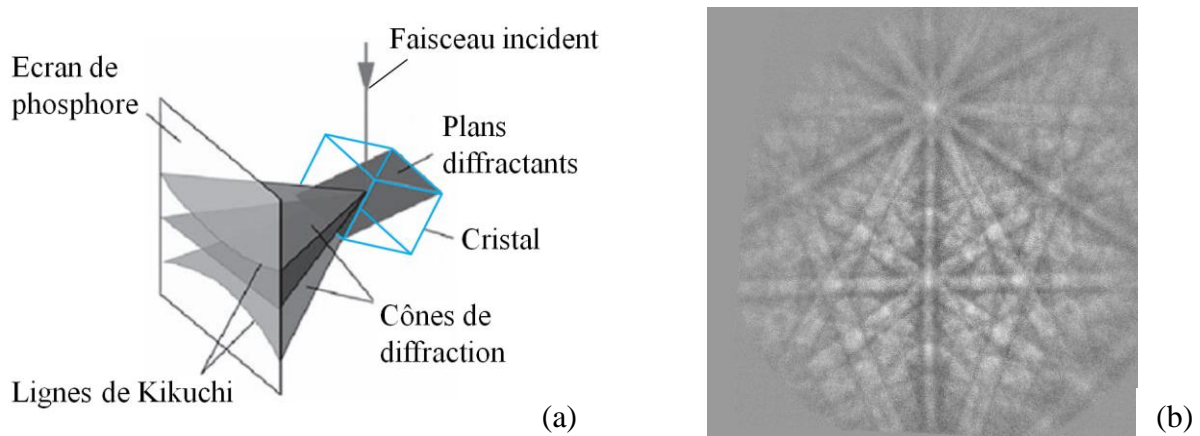 Faisceau incident
Ecran de
phosphore
Plans
diffractants
Cristal
Cônes de
diffraction
Lignes de Kikuchi
(a)
(b)